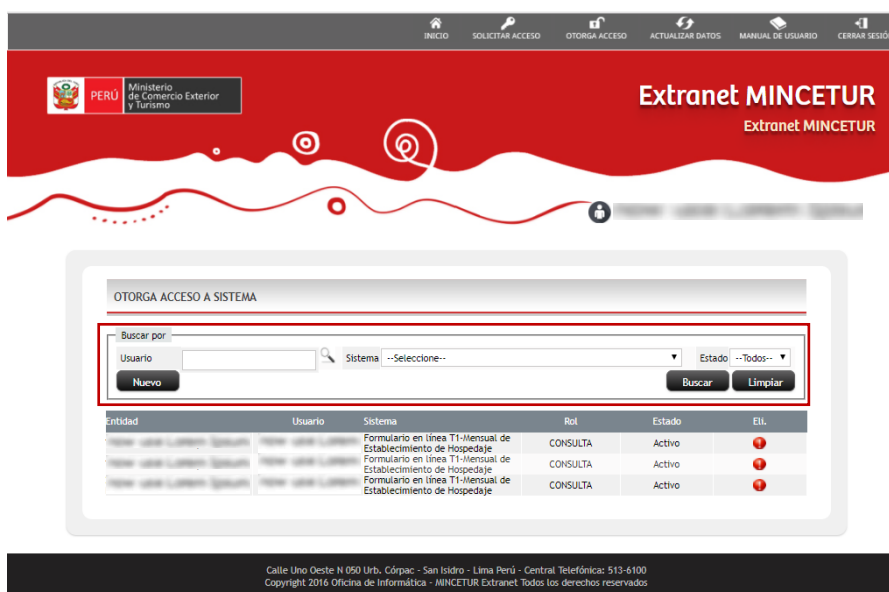 INICIO SOLICITAR ACCESO OTORGA ACCESO ACTUALIZAR DATOS MANUAL DE USUARIO CERRAR SESIÓ
PERÚ
Ministerio
de Comercio Exterior
y Turismo
Extranet MINCETUR
Extranet MINCETUR
OTORGA ACCESO A SISTEMA
Buscar por
Usuario Sistema --Seleccione-- Estado --Todos--
Nuevo Buscar Limpiar
Entidad Usuario Sistema Rol Estado Eli.
Formulario en línea T1-Mensual de
Establecimiento de Hospedaje CONSULTA Activo
Formulario en línea T1-Mensual de
Establecimiento de Hospedaje CONSULTA Activo
Formulario en línea T1-Mensual de
Establecimiento de Hospedaje CONSULTA Activo
Calle Uno Oeste N 050 Urb. Córpac - San Isidro - Lima Perú - Central Telefónica: 513-6100
Copyright 2016 Oficina de Informática - MINCETUR Extranet Todos los derechos reservados